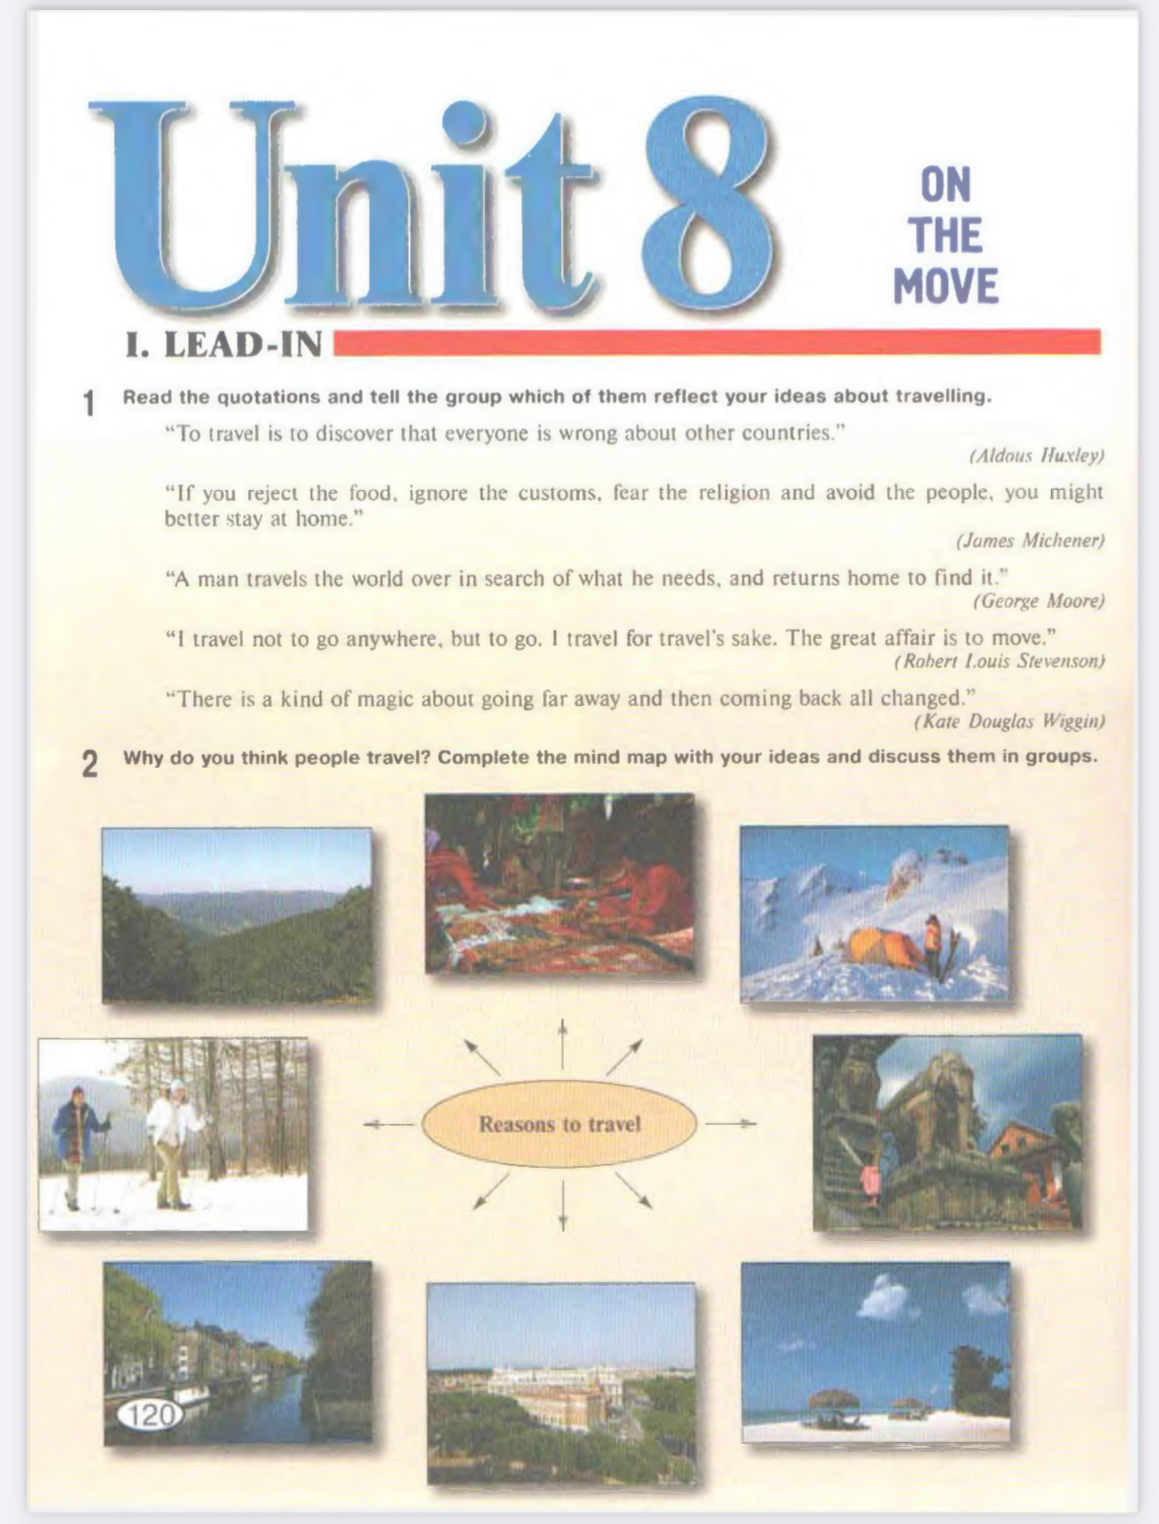 Unit 8
ON
THE
MOVE
I. LEAD-IN
1 Read the quotations and tell the group which of them reflect your ideas about travelling.
“To travel is to discover that everyone is wrong about other countries.”
(Aldous Huxley)
“If you reject the food, ignore the customs, fear the religion and avoid the people, you might
better stay at home.”
(James Michener)
“A man travels the world over in search of what he needs, and returns home to find it.”
(George Moore)
“I travel not to go anywhere, but to go. I travel for travel's sake. The great affair is to move.”
(Robert Louis Stevenson)
“There is a kind of magic about going far away and then coming back all changed.”
(Kate Douglas Wiggin)
2 Why do you think people travel? Complete the mind map with your ideas and discuss them in groups.
Reasons to travel
120